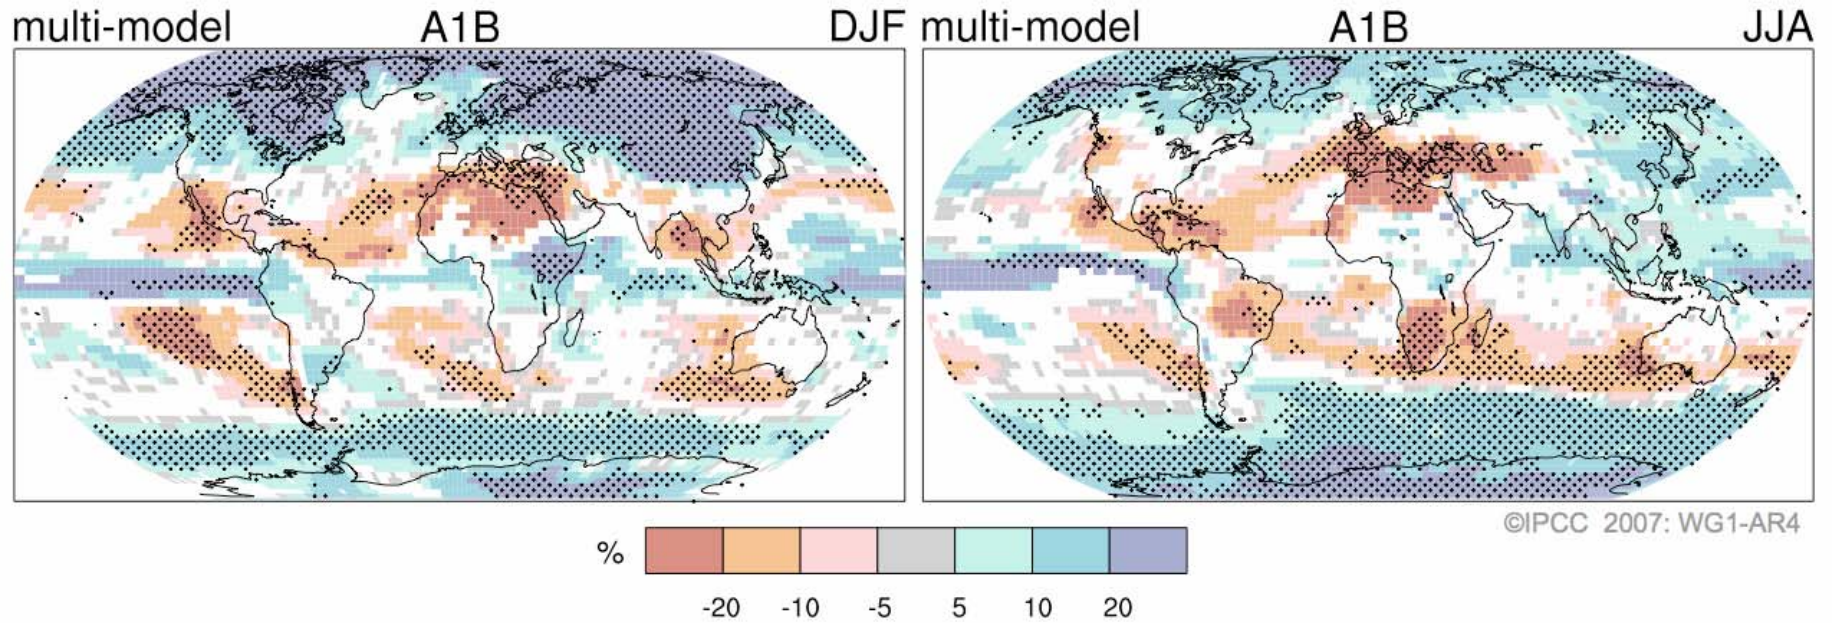 multi-model A1B DJF
multi-model A1B JJA
©IPCC 2007: WG1-AR4
%
-20 -10 -5 5 10 20